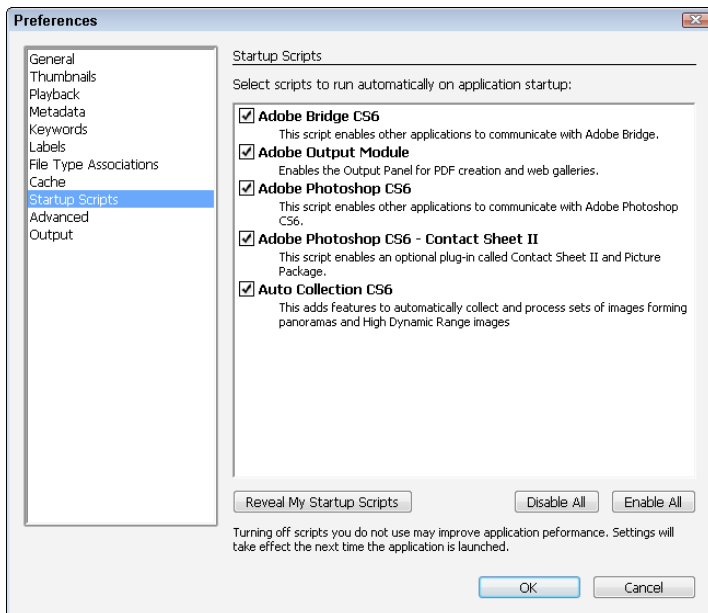 Preferences
General
Thumbnails
Playback
Metadata
Keywords
Labels
File Type Associations
Cache
Startup Scripts
Advanced
Output
Startup Scripts
Select scripts to run automatically on application startup:
Adobe Bridge CS6
This script enables other applications to communicate with Adobe Bridge.
Adobe Output Module
Enables the Output Panel for PDF creation and web galleries.
Adobe Photoshop CS6
This script enables other applications to communicate with Adobe Photoshop
CS6.
Adobe Photoshop CS6 - Contact Sheet II
This script enables an optional plug-in called Contact Sheet II and Picture
Package.
Auto Collection CS6
This adds features to automatically collect and process sets of images forming
panoramas and High Dynamic Range images
Reveal My Startup Scripts
Disable All
Enable All
Turning off scripts you do not use may improve application peformance. Settings will
take effect the next time the application is launched.
OK
Cancel